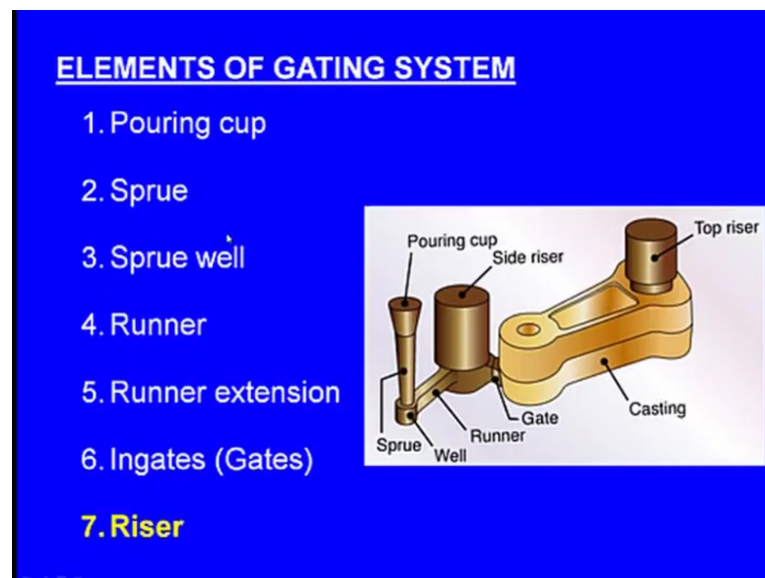 ELEMENTS OF GATING SYSTEM
1. Pouring cup
2. Sprue
3. Sprue well
4. Runner
5. Runner extension
6. Ingates (Gates)
7. Riser
Pouring cup
Side riser
Top riser
Sprue
Well
Runner
Gate
Casting